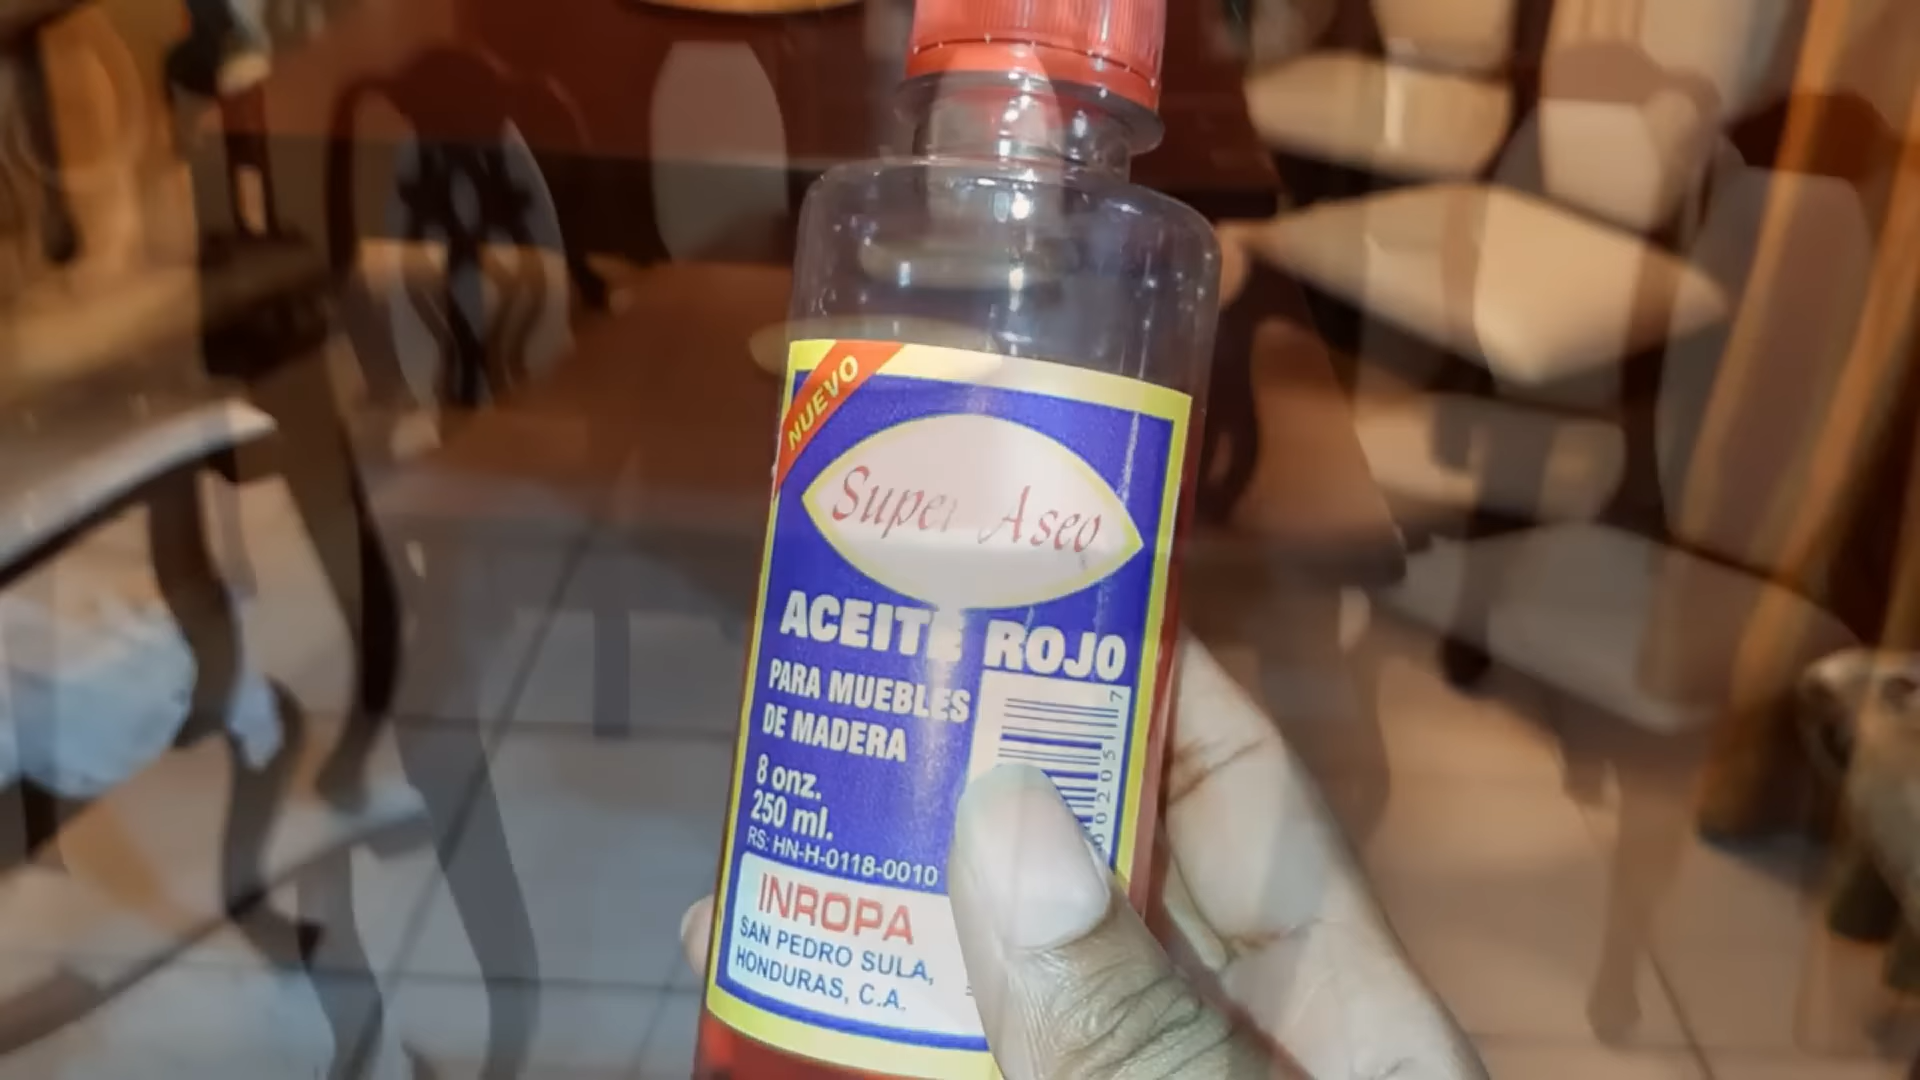 NUEVO
Super Aseo
ACEITE ROJO
PARA MUEBLES
DE MADERA
8 onz.
250 ml.
RS: HN-H-0118-0010
INROPA
SAN PEDRO SULA,
HONDURAS, C.A.